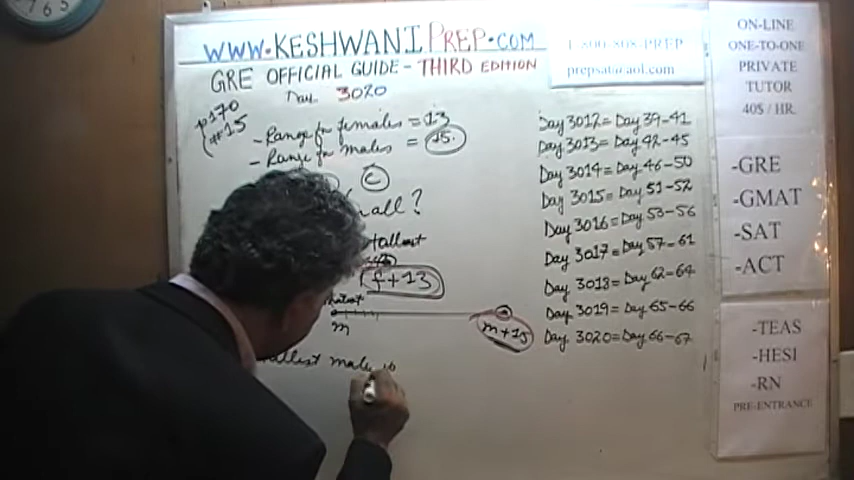 WWW.KESHWANIPREP.COM
GRE OFFICIAL GUIDE - THIRD EDITION
Day 3020
1-800-808-PREP
prepsat@aol.com
p170
#15
- Range for females = 13
- Range for males = 15.
C
all?
tallest
f+13
shortest
m
m+15
tallest male is
Day 3012 = Day 39-41
Day 3013 = Day 42-45
Day 3014 = Day 46-50
Day 3015 = Day 51-52
Day 3016 = Day 53-56
Day 3017 = Day 57-61
Day 3018 = Day 62-64
Day 3019 = Day 65-66
Day 3020 = Day 66-67
ON-LINE
ONE-TO-ONE
PRIVATE
TUTOR
40$ / HR.
-GRE
-GMAT
-SAT
-ACT
-TEAS
-HESI
-RN
PRE-ENTRANCE